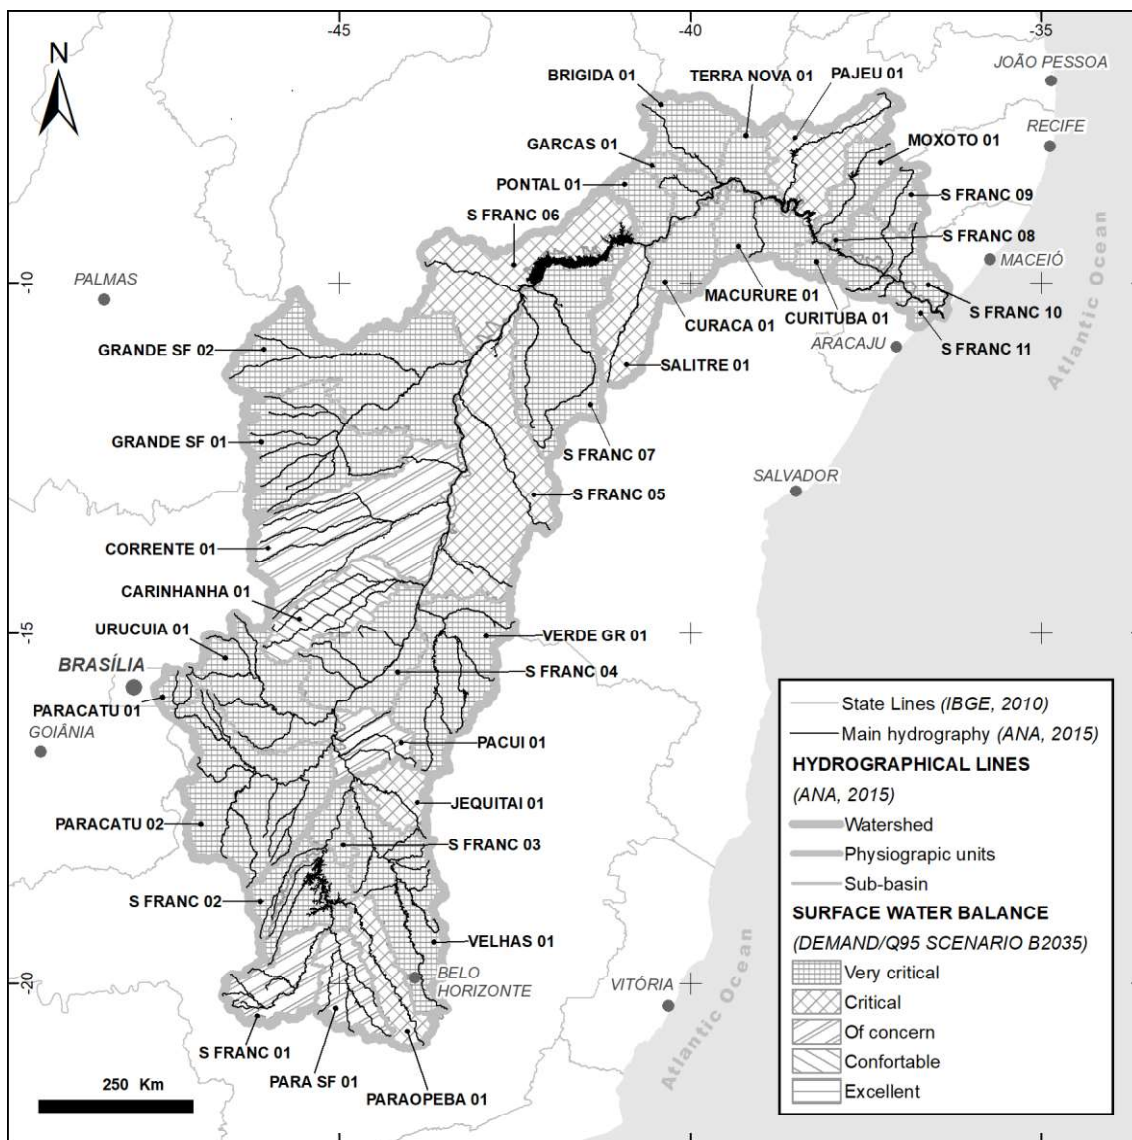 -45
-40
-35
N
JOÃO PESSOA
BRIGIDA 01
TERRA NOVA 01
PAJEU 01
RECIFE
GARCAS 01
MOXOTO 01
PONTAL 01
S FRANC 09
S FRANC 06
S FRANC 08
MACEIÓ
PALMAS
-10
MACURURE 01
S FRANC 10
CURACA 01
CURITUBA 01
ARACAJU
S FRANC 11
Atlantic Ocean
GRANDE SF 02
SALITRE 01
GRANDE SF 01
S FRANC 07
SALVADOR
S FRANC 05
CORRENTE 01
CARINHANHA 01
URUCUIA 01
-15
VERDE GR 01
BRASÍLIA
S FRANC 04
PARACATU 01
GOIÂNIA
PACUI 01
JEQUITAI 01
PARACATU 02
S FRANC 03
S FRANC 02
VELHAS 01
-20
BELO
HORIZONTE
VITÓRIA
Atlantic Ocean
S FRANC 01
PARA SF 01
PARAOPEBA 01
250 Km
State Lines (IBGE, 2010)
Main hydrography (ANA, 2015)
HYDROGRAPHICAL LINES
(ANA, 2015)
Watershed
Physiograpic units
Sub-basin
SURFACE WATER BALANCE
(DEMAND/Q95 SCENARIO B2035)
Very critical
Critical
Of concern
Confortable
Excellent